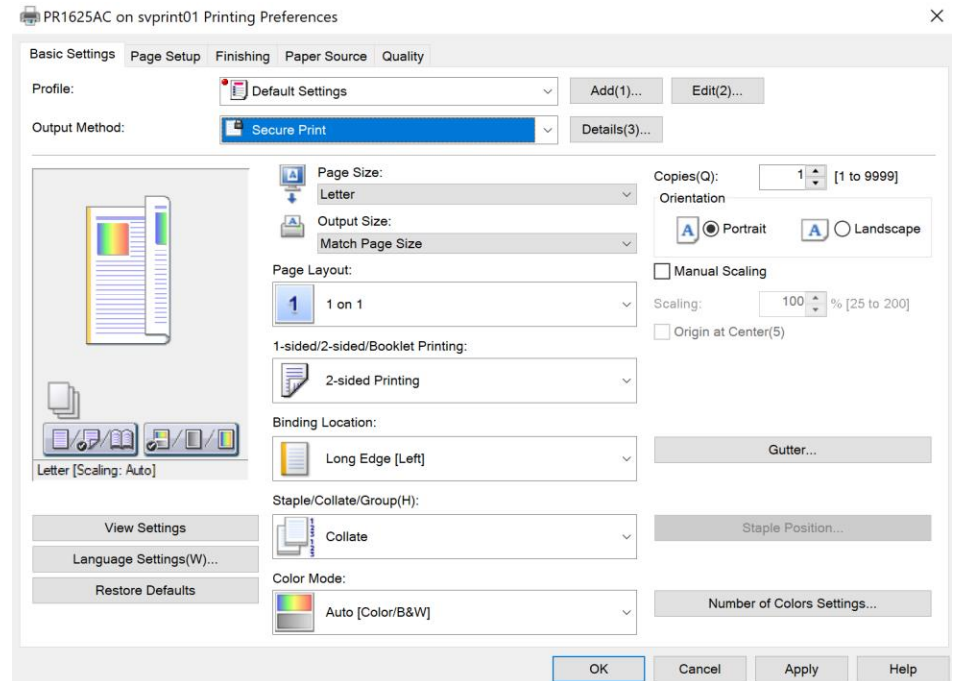 PR1625AC on svprint01 Printing Preferences
Basic Settings Page Setup Finishing Paper Source Quality
Profile: Default Settings Add(1)... Edit(2)...
Output Method: Secure Print Details(3)...
Page Size:
Letter
Output Size:
Match Page Size
Page Layout:
1 1 on 1
1-sided/2-sided/Booklet Printing:
2-sided Printing
Binding Location:
Long Edge [Left]
Staple/Collate/Group(H):
Collate
Color Mode:
Auto [Color/B&W]
Copies(Q): 1 [1 to 9999]
Orientation
A Portrait A Landscape
Manual Scaling
Scaling: 100 % [25 to 200]
Origin at Center(5)
Gutter...
Staple Position...
Number of Colors Settings...
Letter [Scaling: Auto]
View Settings
Language Settings(W)...
Restore Defaults
OK Cancel Apply Help